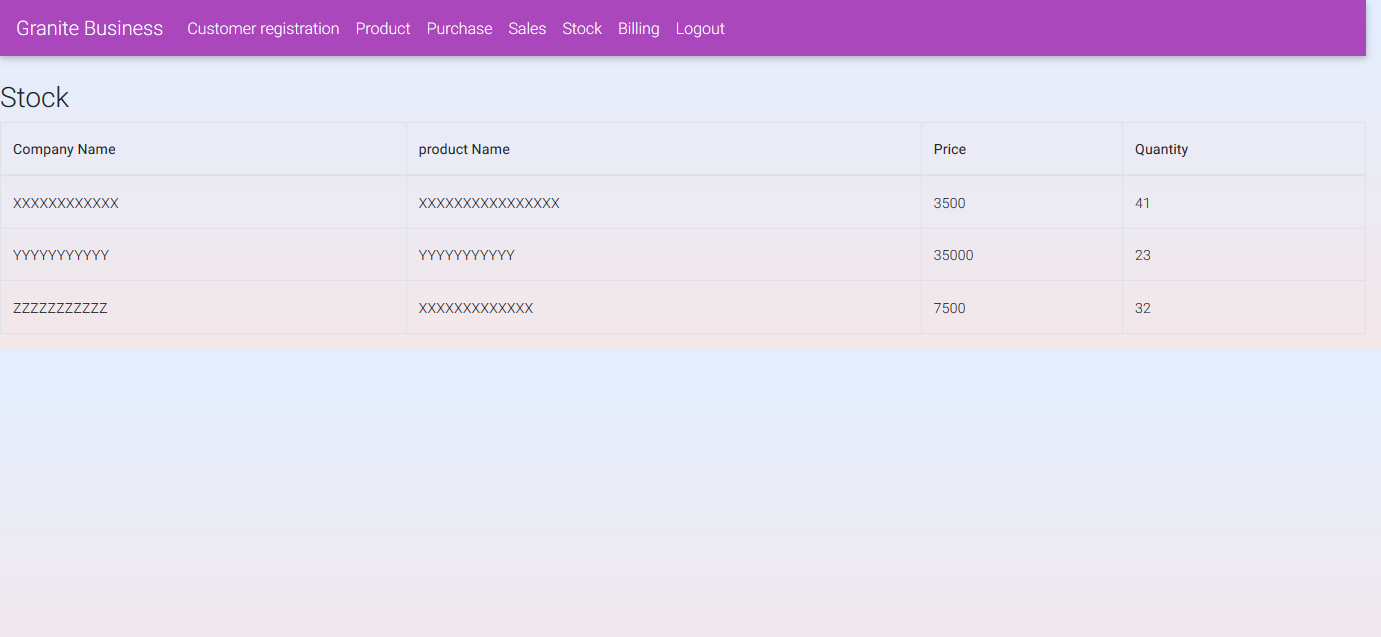 Granite Business Customer registration Product Purchase Sales Stock Billing Logout
Stock
Company Name product Name Price Quantity
XXXXXXXXXXXX XXXXXXXXXXXXXXXX 3500 41
YYYYYYYYYYY YYYYYYYYYYY 35000 23
ZZZZZZZZZZZ XXXXXXXXXXXXX 7500 32